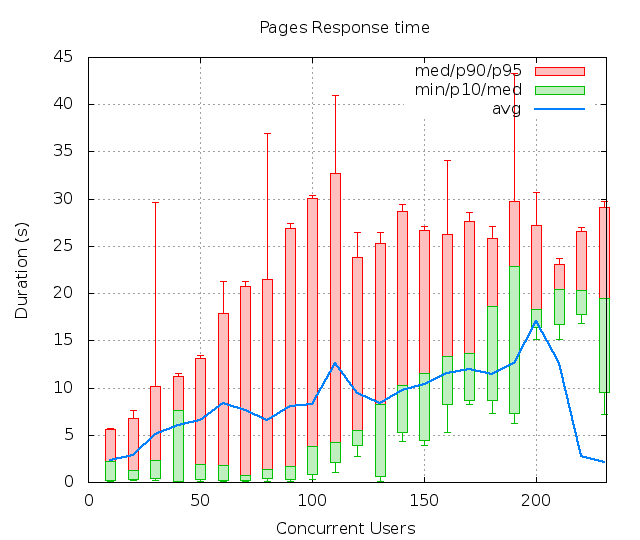 Pages Response time
45
40
35
30
25
20
15
10
5
0
Duration (s)
med/p90/p95
min/p10/med
avg
0 50 100 150 200
Concurrent Users